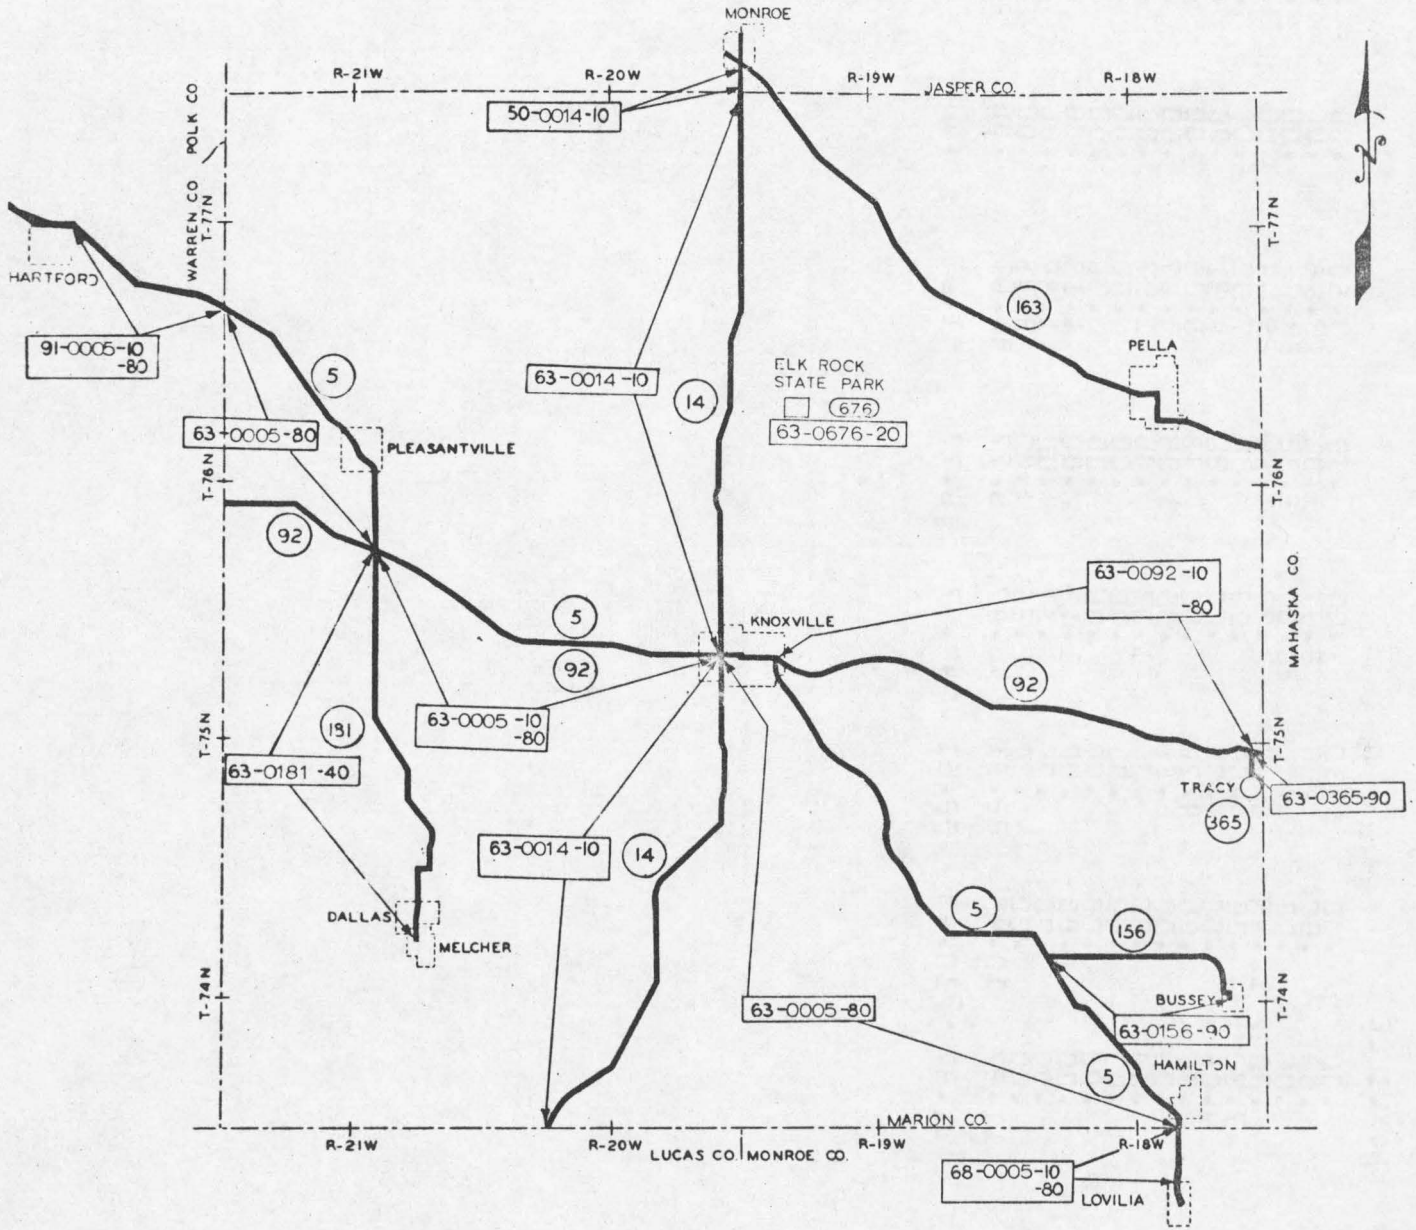 MONROE
R-21W
R-20W
R-19W
R-18W
JASPER CO.
50-0014-10
WARREN CO
POLK CO
T-77N
T-77N
N
HARTFORD
91-0005-10
-80
5
63-0014-10
14
163
ELK ROCK
STATE PARK
676
63-0676-20
PELLA
63-0005-80
PLEASANTVILLE
T-76N
T-76N
92
63-0092-10
-80
MAHASKA CO.
5
92
KNOXVILLE
92
T-75N
T-75N
181
63-0005-10
-80
63-0181-40
TRACY
365
63-0365-90
63-0014-10
14
DALLAS
MELCHER
5
156
T-74N
T-74N
63-0005-80
BUSSEY
63-0156-90
5
HAMILTON
MARION CO.
R-21W
R-20W
R-19W
R-18W
LUCAS CO.
MONROE CO.
68-0005-10
-80
LOVILIA